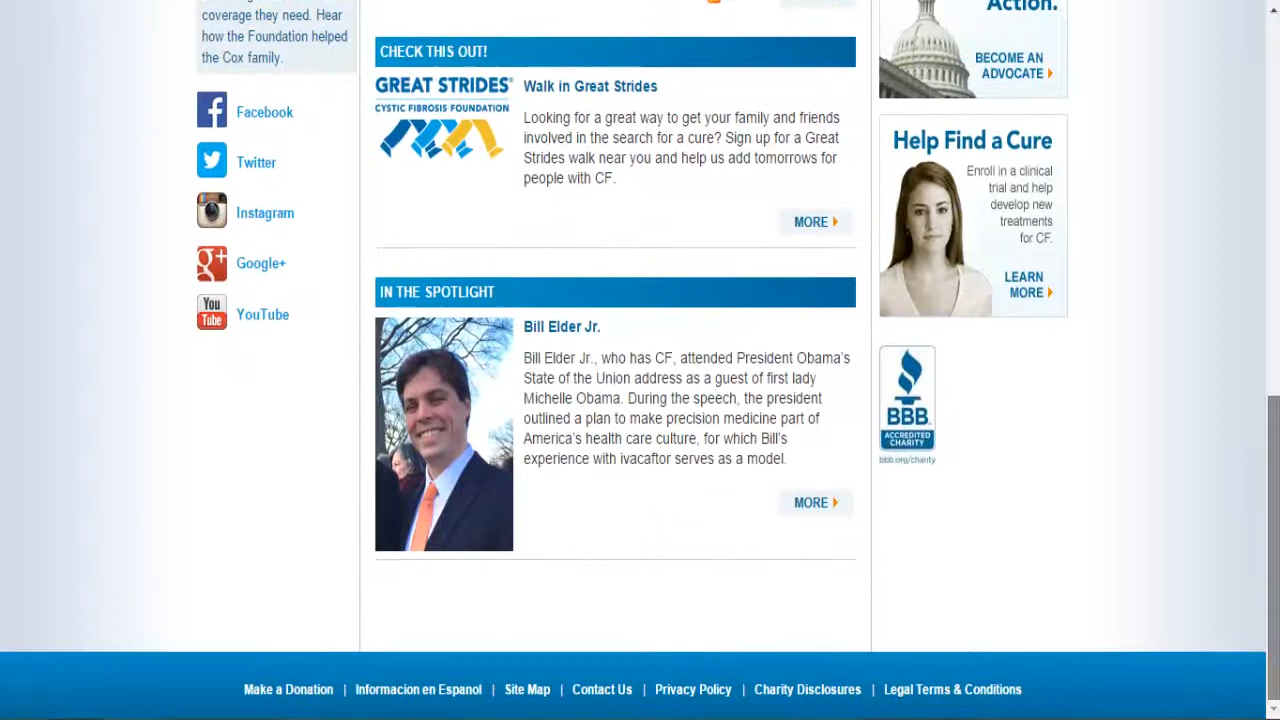 coverage they need. Hear
how the Foundation helped
the Cox family.
Facebook
Twitter
Instagram
g+
Google+
You
Tube
YouTube
CHECK THIS OUT!
GREAT STRIDES®
CYSTIC FIBROSIS FOUNDATION
Walk in Great Strides
Looking for a great way to get your family and friends
involved in the search for a cure? Sign up for a Great
Strides walk near you and help us add tomorrows for
people with CF.
MORE
IN THE SPOTLIGHT
Bill Elder Jr.
Bill Elder Jr., who has CF, attended President Obama’s
State of the Union address as a guest of first lady
Michelle Obama. During the speech, the president
outlined a plan to make precision medicine part of
America’s health care culture, for which Bill’s
experience with ivacaftor serves as a model.
MORE
Action.
BECOME AN
ADVOCATE
Help Find a Cure
Enroll in a clinical
trial and help
develop new
treatments
for CF.
LEARN
MORE
BBB
ACCREDITED
CHARITY
bbb.org/charity
Make a Donation | Informacion en Espanol | Site Map | Contact Us | Privacy Policy | Charity Disclosures | Legal Terms & Conditions